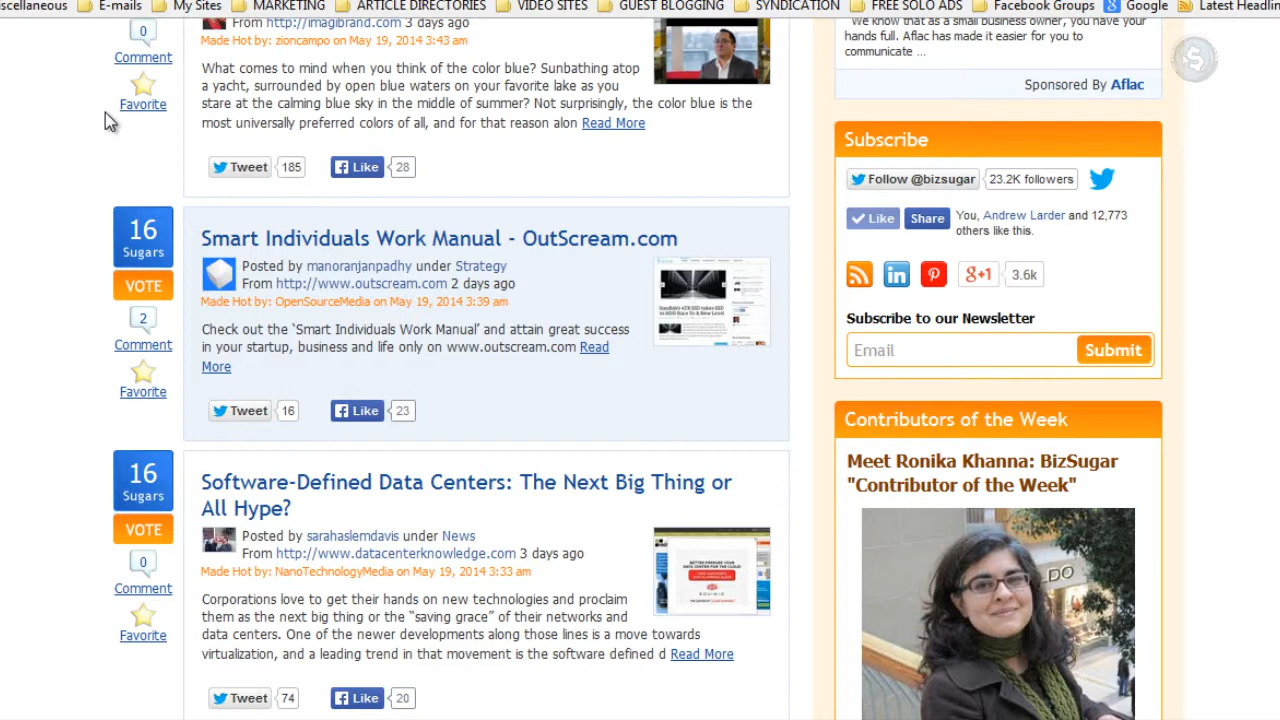 scellaneous E-mails My Sites MARKETING ARTICLE DIRECTORIES VIDEO SITES GUEST BLOGGING SYNDICATION FREE SOLO ADS Facebook Groups Google Latest Headlin
0
Comment
Favorite
From http://imagibrand.com 3 days ago
Made Hot by: zioncampo on May 19, 2014 3:43 am
What comes to mind when you think of the color blue? Sunbathing atop
a yacht, surrounded by open blue waters on your favorite lake as you
stare at the calming blue sky in the middle of summer? Not surprisingly, the color blue is the
most universally preferred colors of all, and for that reason alon Read More
Tweet 185 Like 28
16
Sugars
VOTE
2
Comment
Favorite
Smart Individuals Work Manual - OutScream.com
Posted by manoranjanpadhy under Strategy
From http://www.outscream.com 2 days ago
Made Hot by: OpenSourceMedia on May 19, 2014 3:39 am
Check out the ‘Smart Individuals Work Manual’ and attain great success
in your startup, business and life only on www.outscream.com Read
More
Tweet 16 Like 23
16
Sugars
VOTE
0
Comment
Favorite
Software-Defined Data Centers: The Next Big Thing or
All Hype?
Posted by sarahaslemdavis under News
From http://www.datacenterknowledge.com 3 days ago
Made Hot by: NanoTechnologyMedia on May 19, 2014 3:33 am
Corporations love to get their hands on new technologies and proclaim
them as the next big thing or the “saving grace” of their networks and
data centers. One of the newer developments along those lines is a move towards
virtualization, and a leading trend in that movement is the software defined d Read More
Tweet 74 Like 20
We know that as a small business owner, you have your
hands full. Aflac has made it easier for you to
communicate ...
Sponsored By Aflac
Subscribe
Follow @bizsugar 23.2K followers
Like Share You, Andrew Larder and 12,773
others like this.
+1 3.6k
Subscribe to our Newsletter
Email Submit
Contributors of the Week
Meet Ronika Khanna: BizSugar
"Contributor of the Week"